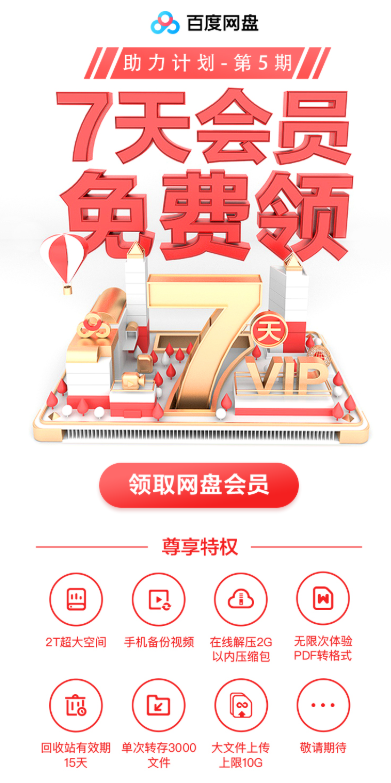 百度网盘
助力计划-第5期
7天会员
免费领
7天
VIP
领取网盘会员
尊享特权
2T超大空间
手机备份视频
在线解压2G
以内压缩包
无限次体验
PDF转格式
回收站有效期
15天
单次转存3000
文件
大文件上传
上限10G
敬请期待